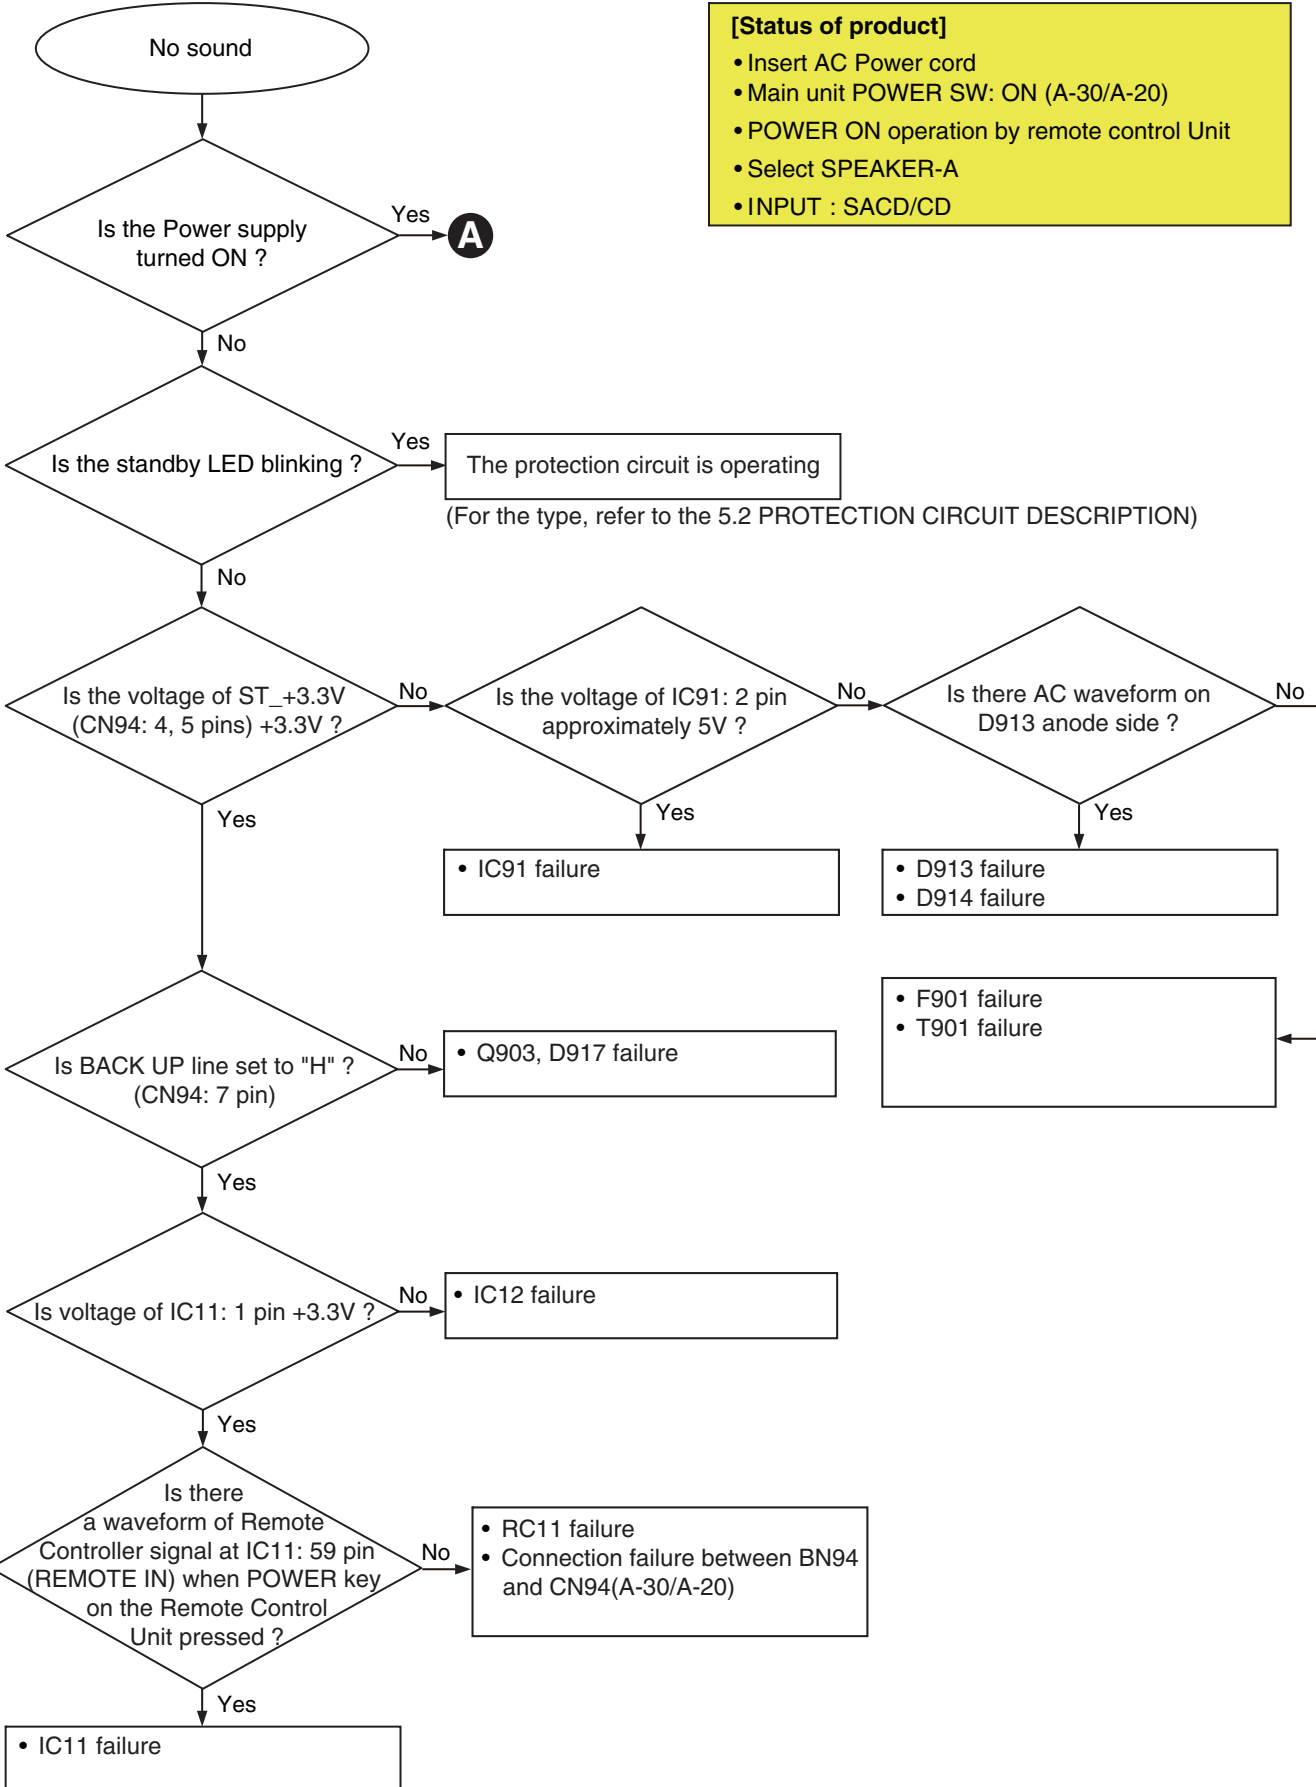 No sound
[Status of product]
• Insert AC Power cord
• Main unit POWER SW: ON (A-30/A-20)
• POWER ON operation by remote control Unit
• Select SPEAKER-A
• INPUT : SACD/CD
Is the Power supply
turned ON ?
Yes
A
No
Is the standby LED blinking ?
Yes
The protection circuit is operating
(For the type, refer to the 5.2 PROTECTION CIRCUIT DESCRIPTION)
No
Is the voltage of ST_+3.3V
(CN94: 4, 5 pins) +3.3V ?
No
Is the voltage of IC91: 2 pin
approximately 5V ?
No
Is there AC waveform on
D913 anode side ?
No
Yes
Yes
Yes
• IC91 failure
• D913 failure
• D914 failure
• F901 failure
• T901 failure
Is BACK UP line set to "H" ?
(CN94: 7 pin)
No
• Q903, D917 failure
Yes
Is voltage of IC11: 1 pin +3.3V ?
No
• IC12 failure
Yes
Is there
a waveform of Remote
Controller signal at IC11: 59 pin
(REMOTE IN) when POWER key
on the Remote Control
Unit pressed ?
No
• RC11 failure
• Connection failure between BN94
and CN94(A-30/A-20)
Yes
• IC11 failure